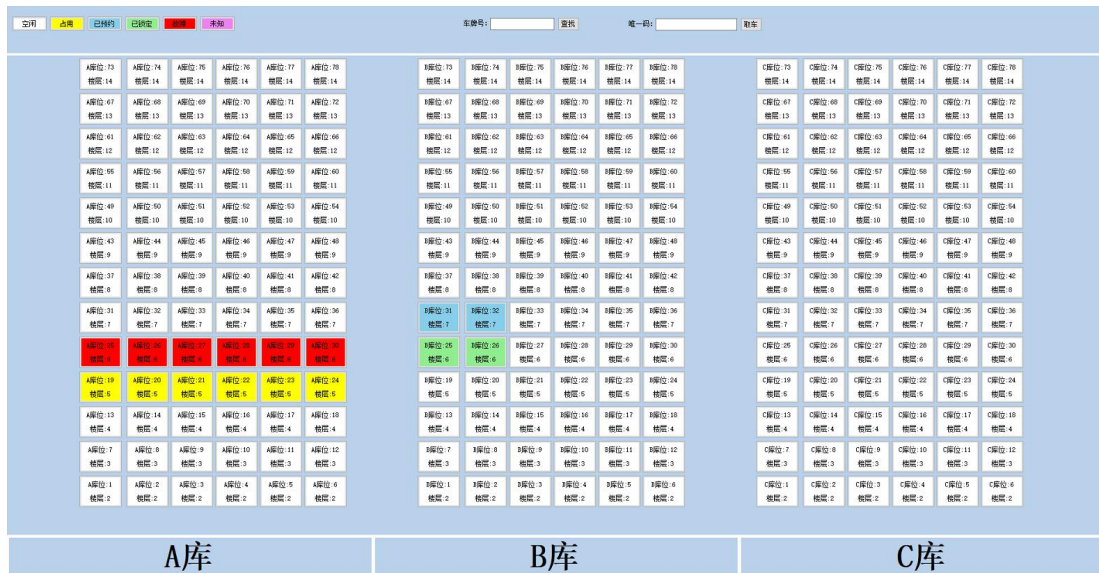 空闲 占用 已预约 已锁定 故障 未知 车牌号: 查找 唯一码: 取车
A库位:73 A库位:74 A库位:75 A库位:76 A库位:77 A库位:78 B库位:73 B库位:74 B库位:75 B库位:76 B库位:77 B库位:78 C库位:73 C库位:74 C库位:75 C库位:76 C库位:77 C库位:78
楼层:14 楼层:14 楼层:14 楼层:14 楼层:14 楼层:14 楼层:14 楼层:14 楼层:14 楼层:14 楼层:14 楼层:14 楼层:14 楼层:14 楼层:14 楼层:14 楼层:14 楼层:14
A库位:67 A库位:68 A库位:69 A库位:70 A库位:71 A库位:72 B库位:67 B库位:68 B库位:69 B库位:70 B库位:71 B库位:72 C库位:67 C库位:68 C库位:69 C库位:70 C库位:71 C库位:72
楼层:13 楼层:13 楼层:13 楼层:13 楼层:13 楼层:13 楼层:13 楼层:13 楼层:13 楼层:13 楼层:13 楼层:13 楼层:13 楼层:13 楼层:13 楼层:13 楼层:13 楼层:13
A库位:61 A库位:62 A库位:63 A库位:64 A库位:65 A库位:66 B库位:61 B库位:62 B库位:63 B库位:64 B库位:65 B库位:66 C库位:61 C库位:62 C库位:63 C库位:64 C库位:65 C库位:66
楼层:12 楼层:12 楼层:12 楼层:12 楼层:12 楼层:12 楼层:12 楼层:12 楼层:12 楼层:12 楼层:12 楼层:12 楼层:12 楼层:12 楼层:12 楼层:12 楼层:12 楼层:12
A库位:55 A库位:56 A库位:57 A库位:58 A库位:59 A库位:60 B库位:55 B库位:56 B库位:57 B库位:58 B库位:59 B库位:60 C库位:55 C库位:56 C库位:57 C库位:58 C库位:59 C库位:60
楼层:11 楼层:11 楼层:11 楼层:11 楼层:11 楼层:11 楼层:11 楼层:11 楼层:11 楼层:11 楼层:11 楼层:11 楼层:11 楼层:11 楼层:11 楼层:11 楼层:11 楼层:11
A库位:49 A库位:50 A库位:51 A库位:52 A库位:53 A库位:54 B库位:49 B库位:50 B库位:51 B库位:52 B库位:53 B库位:54 C库位:49 C库位:50 C库位:51 C库位:52 C库位:53 C库位:54
楼层:10 楼层:10 楼层:10 楼层:10 楼层:10 楼层:10 楼层:10 楼层:10 楼层:10 楼层:10 楼层:10 楼层:10 楼层:10 楼层:10 楼层:10 楼层:10 楼层:10 楼层:10
A库位:43 A库位:44 A库位:45 A库位:46 A库位:47 A库位:48 B库位:43 B库位:44 B库位:45 B库位:46 B库位:47 B库位:48 C库位:43 C库位:44 C库位:45 C库位:46 C库位:47 C库位:48
楼层:9 楼层:9 楼层:9 楼层:9 楼层:9 楼层:9 楼层:9 楼层:9 楼层:9 楼层:9 楼层:9 楼层:9 楼层:9 楼层:9 楼层:9 楼层:9 楼层:9 楼层:9
A库位:37 A库位:38 A库位:39 A库位:40 A库位:41 A库位:42 B库位:37 B库位:38 B库位:39 B库位:40 B库位:41 B库位:42 C库位:37 C库位:38 C库位:39 C库位:40 C库位:41 C库位:42
楼层:8 楼层:8 楼层:8 楼层:8 楼层:8 楼层:8 楼层:8 楼层:8 楼层:8 楼层:8 楼层:8 楼层:8 楼层:8 楼层:8 楼层:8 楼层:8 楼层:8 楼层:8
A库位:31 A库位:32 A库位:33 A库位:34 A库位:35 A库位:36 B库位:31 B库位:32 B库位:33 B库位:34 B库位:35 B库位:36 C库位:31 C库位:32 C库位:33 C库位:34 C库位:35 C库位:36
楼层:7 楼层:7 楼层:7 楼层:7 楼层:7 楼层:7 楼层:7 楼层:7 楼层:7 楼层:7 楼层:7 楼层:7 楼层:7 楼层:7 楼层:7 楼层:7 楼层:7 楼层:7
A库位:25 A库位:26 A库位:27 A库位:28 A库位:29 A库位:30 B库位:25 B库位:26 B库位:27 B库位:28 B库位:29 B库位:30 C库位:25 C库位:26 C库位:27 C库位:28 C库位:29 C库位:30
楼层:6 楼层:6 楼层:6 楼层:6 楼层:6 楼层:6 楼层:6 楼层:6 楼层:6 楼层:6 楼层:6 楼层:6 楼层:6 楼层:6 楼层:6 楼层:6 楼层:6 楼层:6
A库位:19 A库位:20 A库位:21 A库位:22 A库位:23 A库位:24 B库位:19 B库位:20 B库位:21 B库位:22 B库位:23 B库位:24 C库位:19 C库位:20 C库位:21 C库位:22 C库位:23 C库位:24
楼层:5 楼层:5 楼层:5 楼层:5 楼层:5 楼层:5 楼层:5 楼层:5 楼层:5 楼层:5 楼层:5 楼层:5 楼层:5 楼层:5 楼层:5 楼层:5 楼层:5 楼层:5
A库位:13 A库位:14 A库位:15 A库位:16 A库位:17 A库位:18 B库位:13 B库位:14 B库位:15 B库位:16 B库位:17 B库位:18 C库位:13 C库位:14 C库位:15 C库位:16 C库位:17 C库位:18
楼层:4 楼层:4 楼层:4 楼层:4 楼层:4 楼层:4 楼层:4 楼层:4 楼层:4 楼层:4 楼层:4 楼层:4 楼层:4 楼层:4 楼层:4 楼层:4 楼层:4 楼层:4
A库位:7 A库位:8 A库位:9 A库位:10 A库位:11 A库位:12 B库位:7 B库位:8 B库位:9 B库位:10 B库位:11 B库位:12 C库位:7 C库位:8 C库位:9 C库位:10 C库位:11 C库位:12
楼层:3 楼层:3 楼层:3 楼层:3 楼层:3 楼层:3 楼层:3 楼层:3 楼层:3 楼层:3 楼层:3 楼层:3 楼层:3 楼层:3 楼层:3 楼层:3 楼层:3 楼层:3
A库位:1 A库位:2 A库位:3 A库位:4 A库位:5 A库位:6 B库位:1 B库位:2 B库位:3 B库位:4 B库位:5 B库位:6 C库位:1 C库位:2 C库位:3 C库位:4 C库位:5 C库位:6
楼层:2 楼层:2 楼层:2 楼层:2 楼层:2 楼层:2 楼层:2 楼层:2 楼层:2 楼层:2 楼层:2 楼层:2 楼层:2 楼层:2 楼层:2 楼层:2 楼层:2 楼层:2
A库 B库 C库